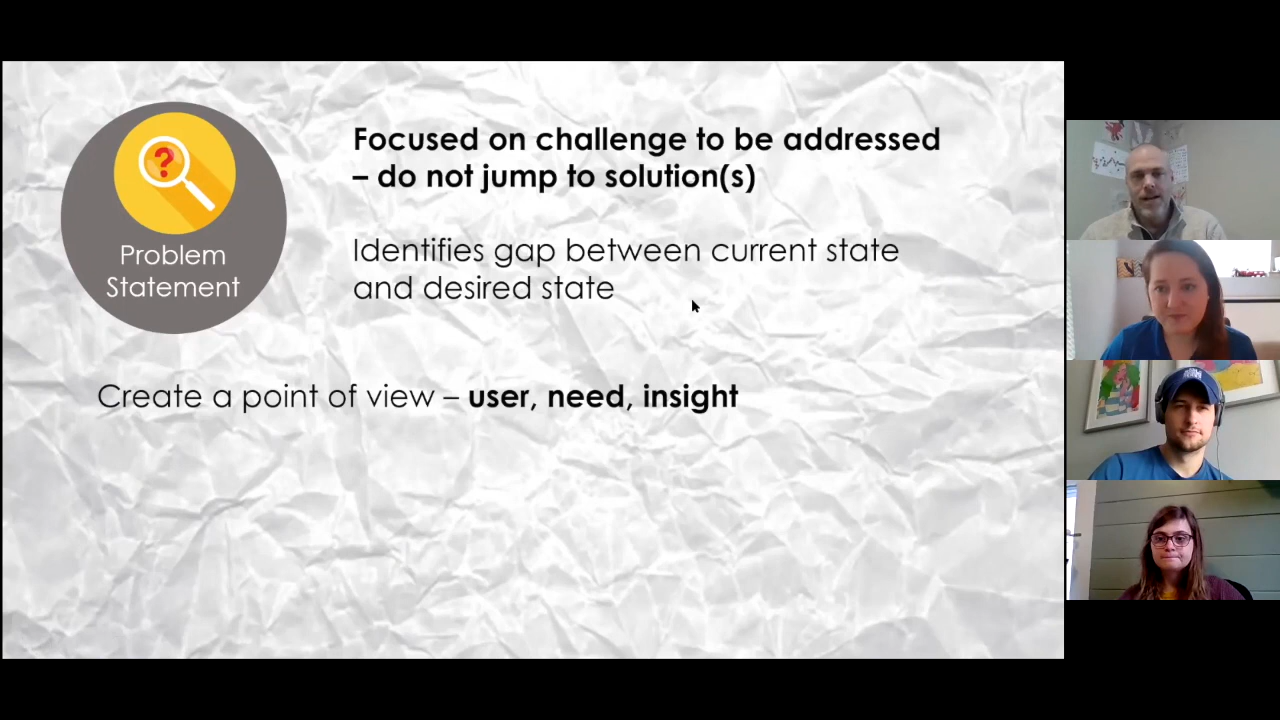 Problem
Statement
Focused on challenge to be addressed
– do not jump to solution(s)
Identifies gap between current state
and desired state
Create a point of view – user, need, insight